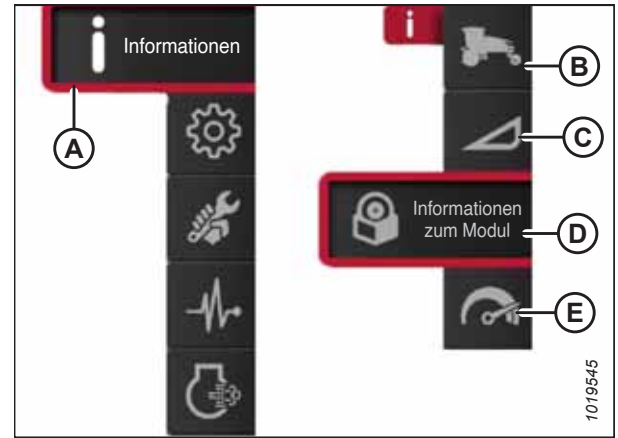 Informationen
i
B
A
C
Informationen
zum Modul
D
E
1019545